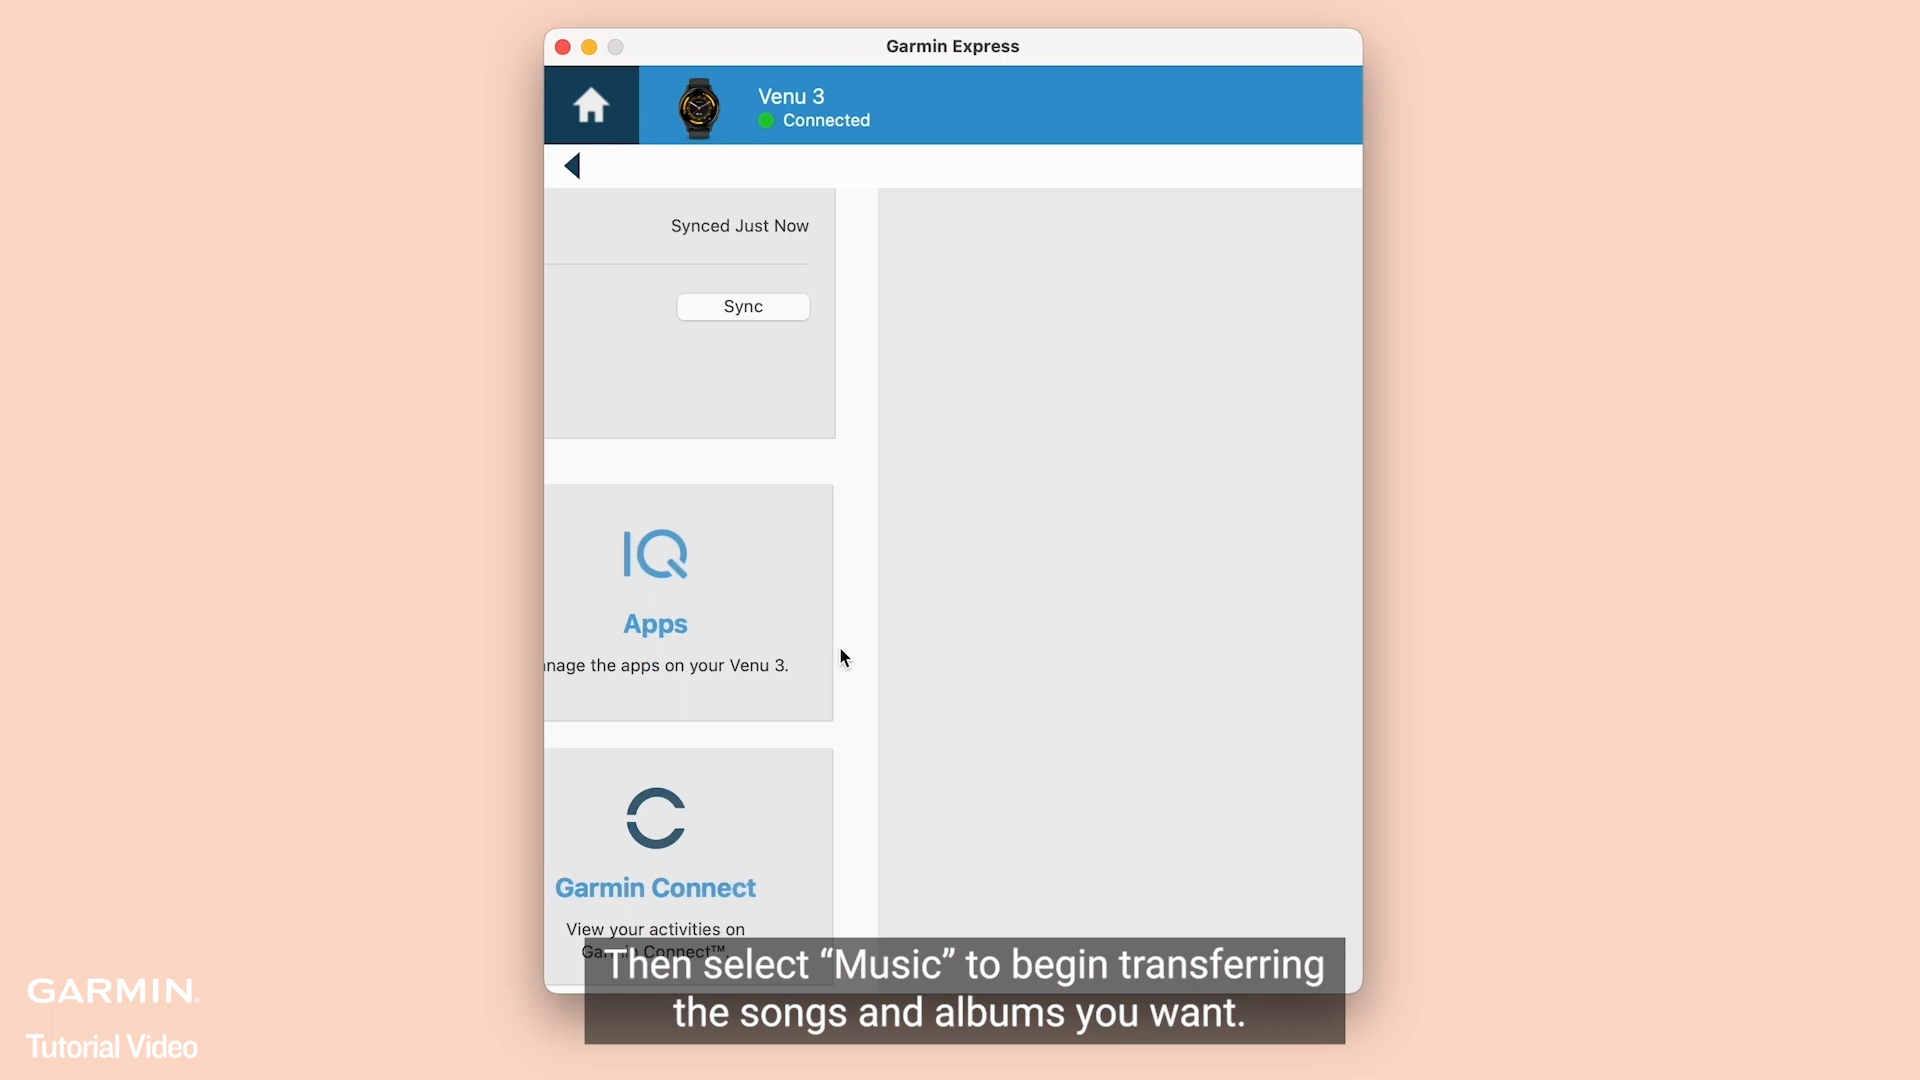 Garmin Express
Venu 3
Connected
Synced Just Now
Sync
IQ
Apps
nage the apps on your Venu 3.
Garmin Connect
View your activities on
Garmin Connect™.
Then select “Music” to begin transferring
the songs and albums you want.
GARMIN.
Tutorial Video